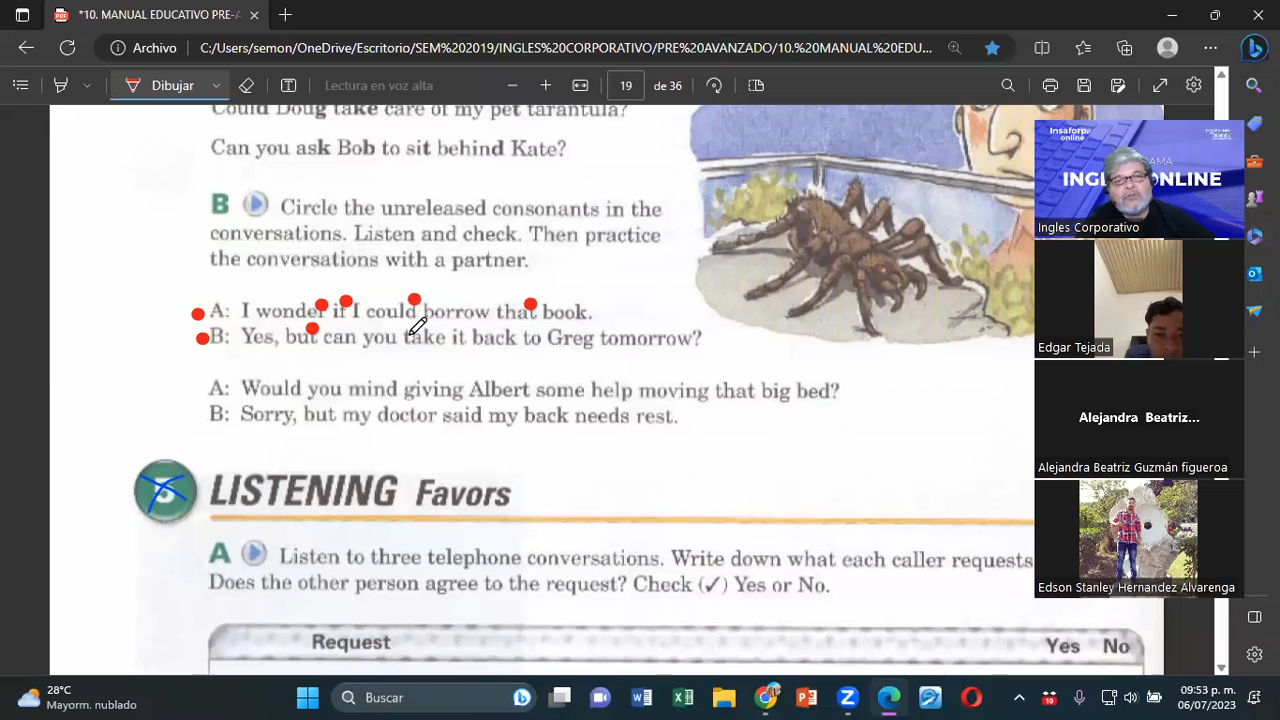 *10. MANUAL EDUCATIVO PRE-A
Archivo C:/Users/semon/OneDrive/Escritorio/SEM%202019/INGLES%20CORPORATIVO/PRE%20AVANZADO/10.%20MANUAL%20EDU...
Dibujar Lectura en voz alta 19 de 36
Could Doug take care of my pet tarantula?
Can you ask Bob to sit behind Kate?
B Circle the unreleased consonants in the
conversations. Listen and check. Then practice
the conversations with a partner.
A: I wonder if I could borrow that book.
B: Yes, but can you take it back to Greg tomorrow?
A: Would you mind giving Albert some help moving that big bed?
B: Sorry, but my doctor said my back needs rest.
5 LISTENING Favors
A Listen to three telephone conversations. Write down what each caller requests
Does the other person agree to the request? Check (✓) Yes or No.
Request Yes No
Insaforp
online
INGLES ONLINE
Ingles Corporativo
Edgar Tejada
Alejandra Beatriz...
Alejandra Beatriz Guzmán figueroa
Edson Stanley Hernandez Alvarenga
28°C
Mayorm. nublado
Buscar
10
09:53 p. m.
06/07/2023